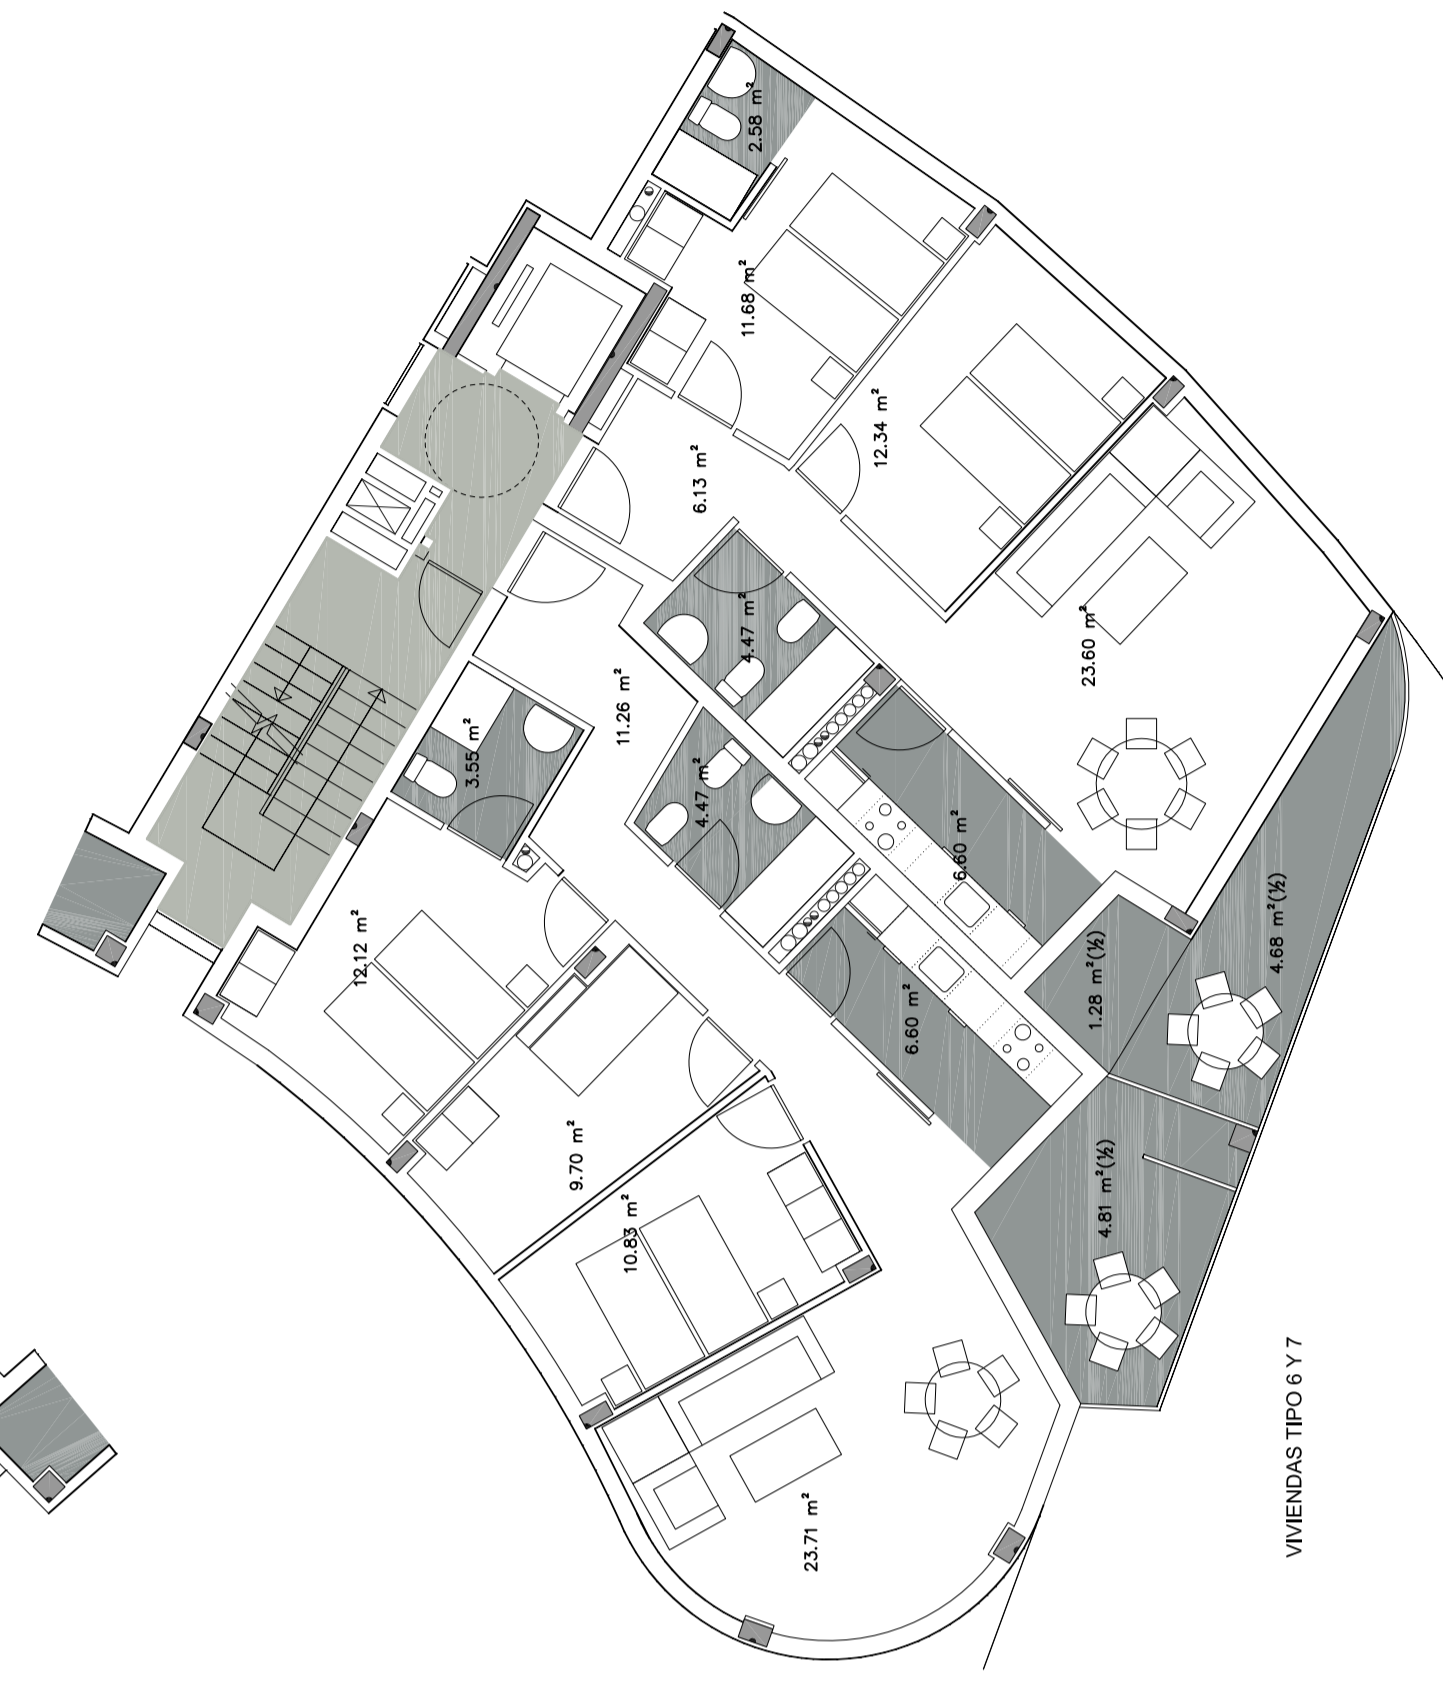 2.58 m²
11.68 m²
12.34 m²
6.13 m²
4.47 m²
23.60 m²
3.55 m²
11.26 m²
4.47 m²
6.60 m²
4.68 m²(½)
12.12 m²
1.28 m²(½)
6.60 m²
9.70 m²
4.81 m²(½)
10.83 m²
23.71 m²
VIVIENDAS TIPO 6 Y 7